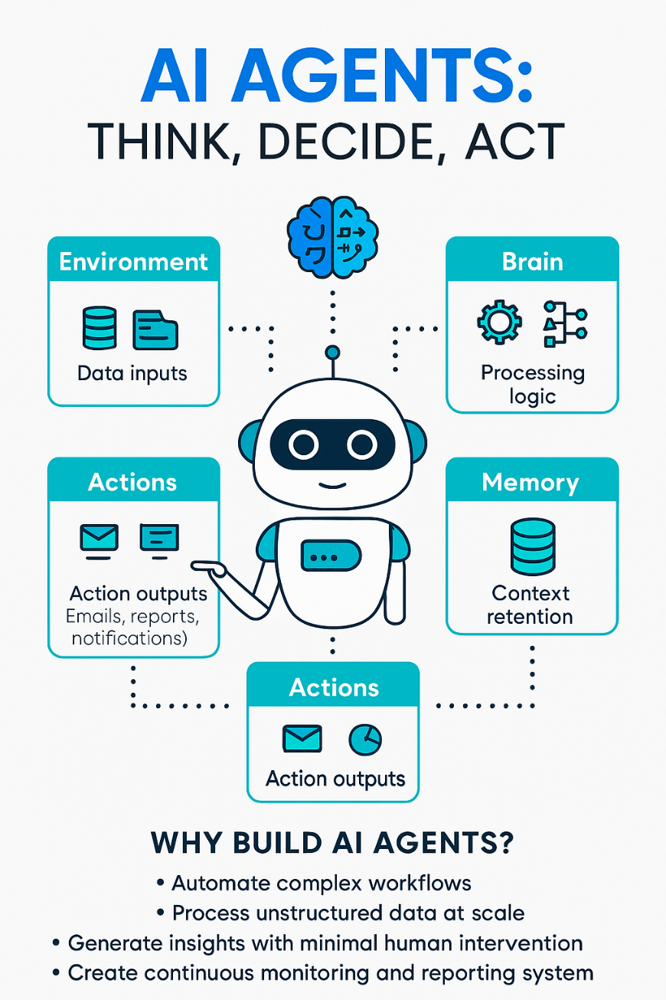 AI AGENTS:
THINK, DECIDE, ACT
Environment
Data inputs
Brain
Processing
logic
Actions
Action outputs
Emails, reports,
notifications)
Memory
Context
retention
Actions
Action outputs
WHY BUILD AI AGENTS?
• Automate complex workflows
• Process unstructured data at scale
• Generate insights with minimal human intervention
• Create continuous monitoring and reporting system